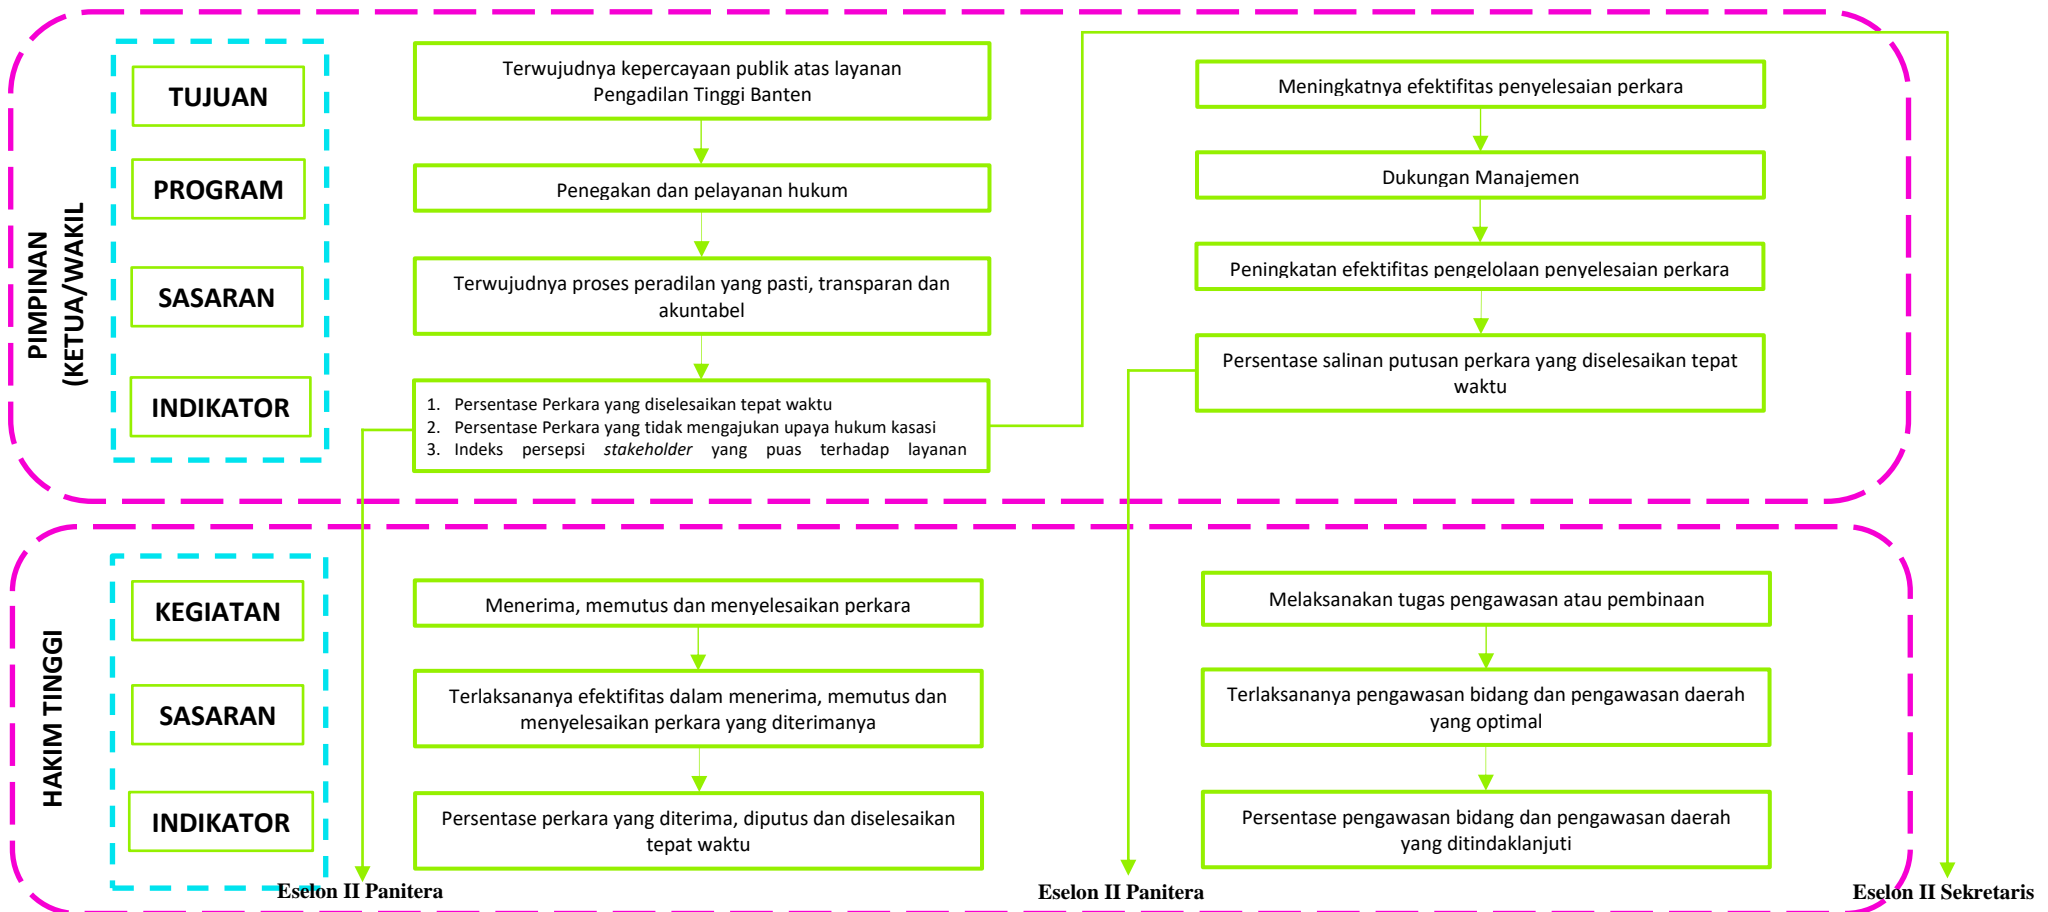 PIMPINAN
(KETUA/WAKIL
TUJUAN
PROGRAM
SASARAN
INDIKATOR
Terwujudnya kepercayaan publik atas layanan
Pengadilan Tinggi Banten
Penegakan dan pelayanan hukum
Terwujudnya proses peradilan yang pasti, transparan dan
akuntabel
1. Persentase Perkara yang diselesaikan tepat waktu
2. Persentase Perkara yang tidak mengajukan upaya hukum kasasi
3. Indeks persepsi stakeholder yang puas terhadap layanan
Meningkatnya efektifitas penyelesaian perkara
Dukungan Manajemen
Peningkatan efektifitas pengelolaan penyelesaian perkara
Persentase salinan putusan perkara yang diselesaikan tepat
waktu
HAKIM TINGGI
KEGIATAN
SASARAN
INDIKATOR
Menerima, memutus dan menyelesaikan perkara
Terlaksananya efektifitas dalam menerima, memutus dan
menyelesaikan perkara yang diterimanya
Persentase perkara yang diterima, diputus dan diselesaikan
tepat waktu
Melaksanakan tugas pengawasan atau pembinaan
Terlaksananya pengawasan bidang dan pengawasan daerah
yang optimal
Persentase pengawasan bidang dan pengawasan daerah
yang ditindaklanjuti
Eselon II Panitera
Eselon II Panitera
Eselon II Sekretaris